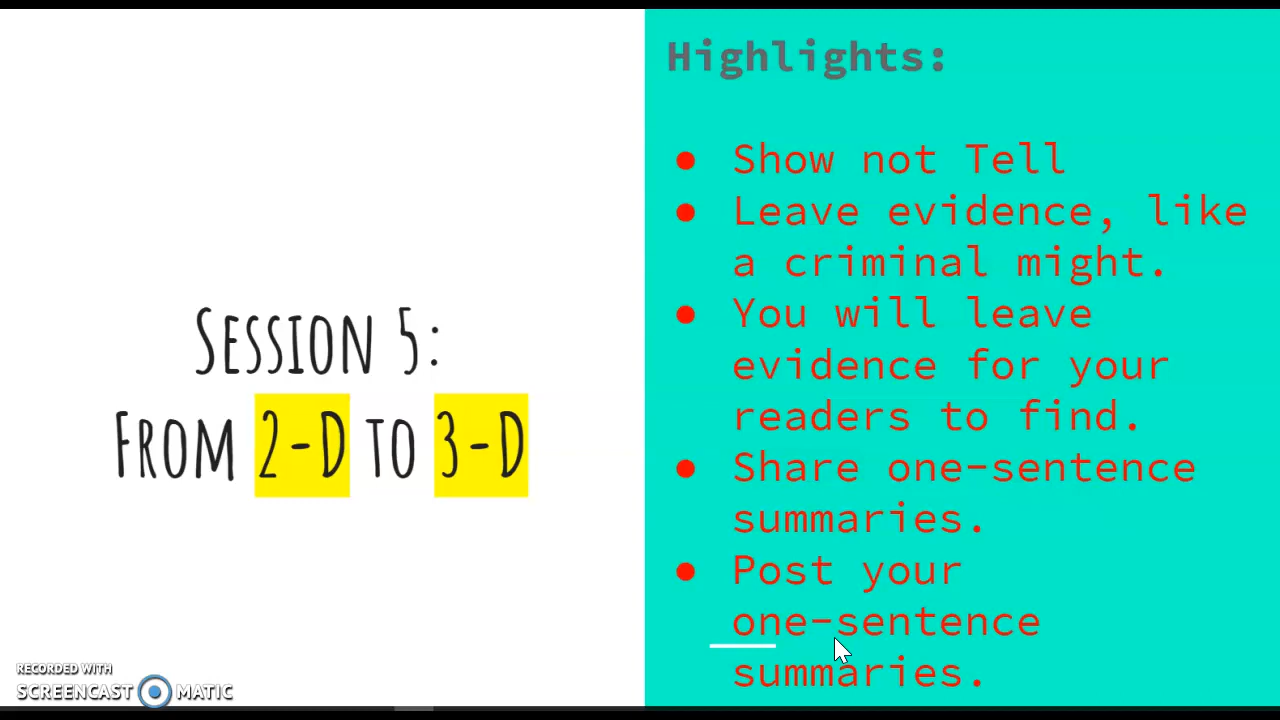 Session 5:
From 2-D to 3-D
Highlights:
● Show not Tell
● Leave evidence, like
a criminal might.
● You will leave
evidence for your
readers to find.
● Share one-sentence
summaries.
● Post your
one-sentence
summaries.
RECORDED WITH
SCREENCAST MATIC